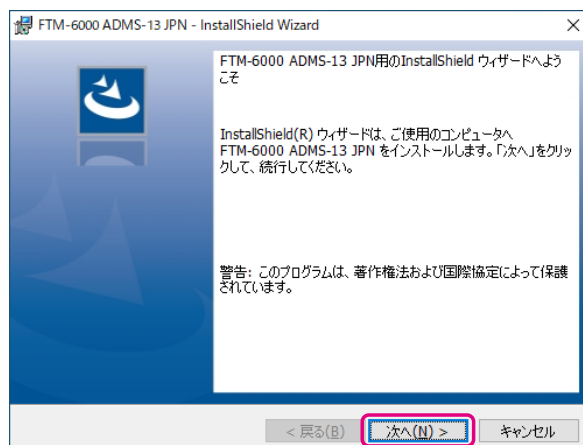 FTM-6000 ADMS-13 JPN - InstallShield Wizard
FTM-6000 ADMS-13 JPN用のInstallShield ウィザードへよう
こそ
InstallShield(R) ウィザードは、ご使用のコンピュータへ
FTM-6000 ADMS-13 JPN をインストールします。「次へ」をクリッ
クして、続行してください。
警告: このプログラムは、著作権法および国際協定によって保護
されています。
< 戻る(B)
次へ(N) >
キャンセル